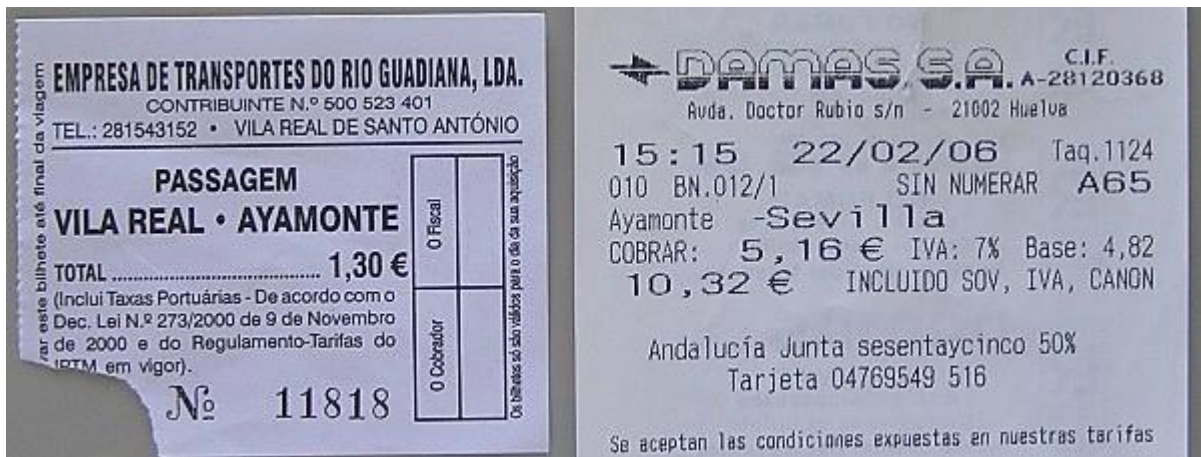 EMPRESA DE TRANSPORTES DO RIO GUADIANA, LDA.
CONTRIBUINTE N.º 500 523 401
TEL.: 281543152 • VILA REAL DE SANTO ANTÓNIO
PASSAGEM
VILA REAL • AYAMONTE
TOTAL ........................................ 1,30 €
(Inclui Taxas Portuárias - De acordo com o
Dec. Lei N.º 273/2000 de 9 de Novembro
de 2000 e do Regulamento-Tarifas do
IPTM em vigor).
Nº 11818
este bilhete até final da viagem
O Fiscal
O Cobrador
Os bilhetes só são válidos para o dia da sua aquisição
DAMAS, S.A. C.I.F.
A-28120368
Avda. Doctor Rubio s/n - 21002 Huelva
15:15 22/02/06 Taq.1124
010 BN.012/1 SIN NUMERAR A65
Ayamonte -Sevilla
COBRAR: 5,16 € IVA: 7% Base: 4,82
10,32 € INCLUIDO SOV, IVA, CANON
Andalucía Junta sesentaycinco 50%
Tarjeta 04769549 516
Se aceptan las condiciones expuestas en nuestras tarifas